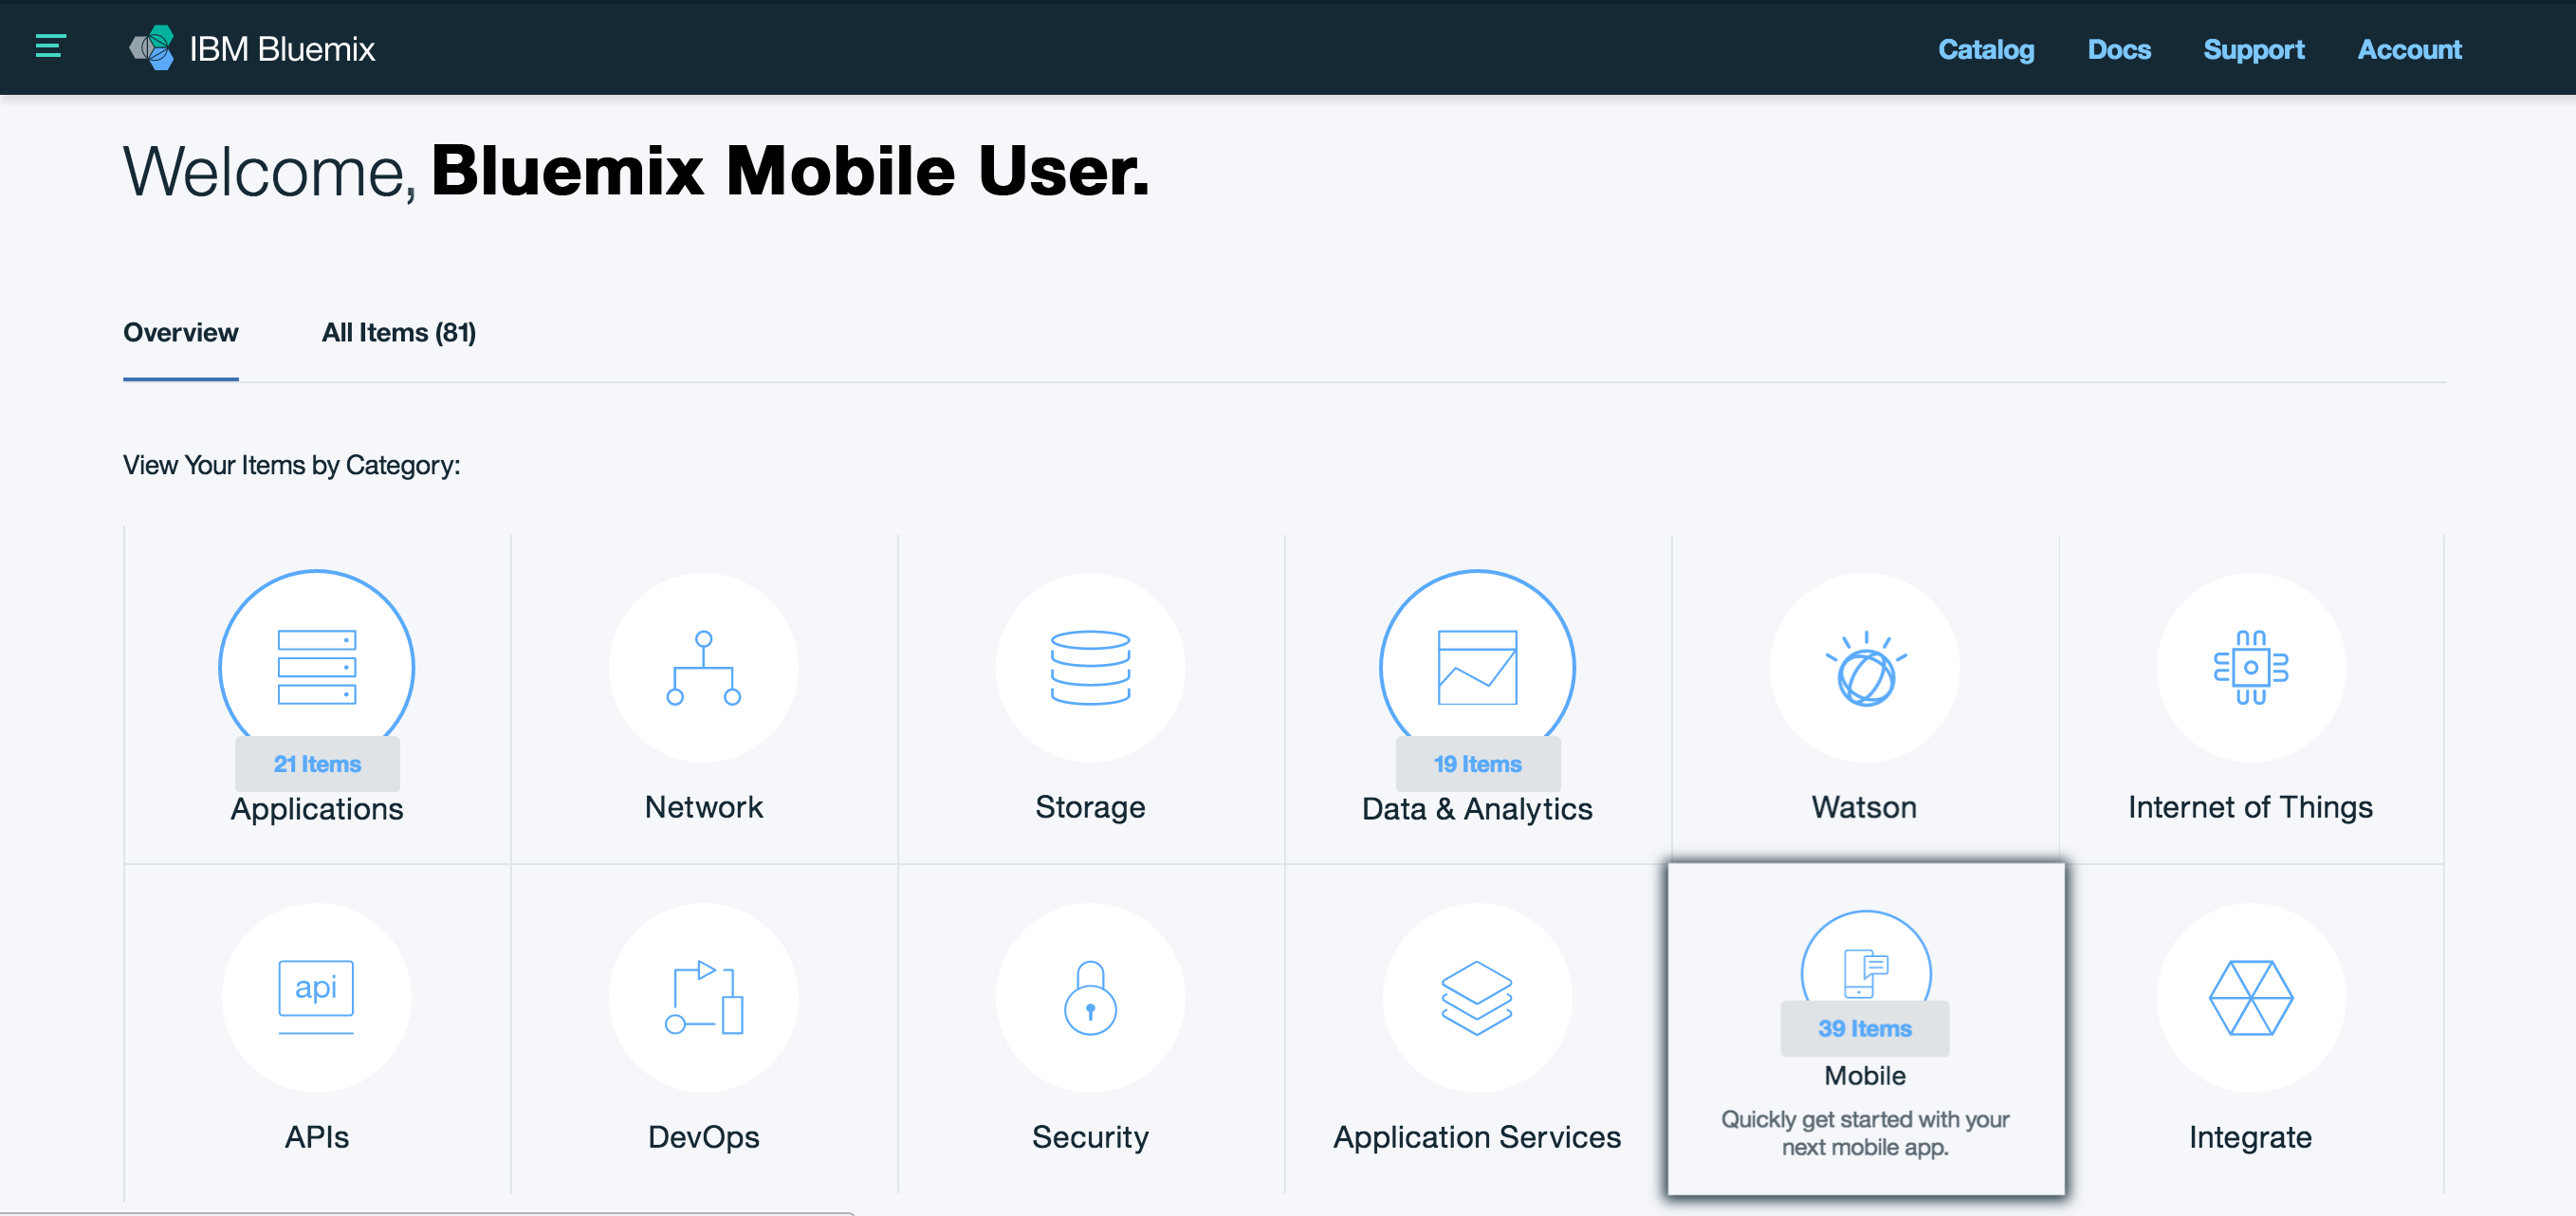 IBM Bluemix
Catalog Docs Support Account
Welcome, Bluemix Mobile User.
Overview All Items (81)
View Your Items by Category:
21 Items
19 Items
Applications Network Storage Data & Analytics Watson Internet of Things
api
39 Items
Mobile
Quickly get started with your
next mobile app.
APIs DevOps Security Application Services Integrate